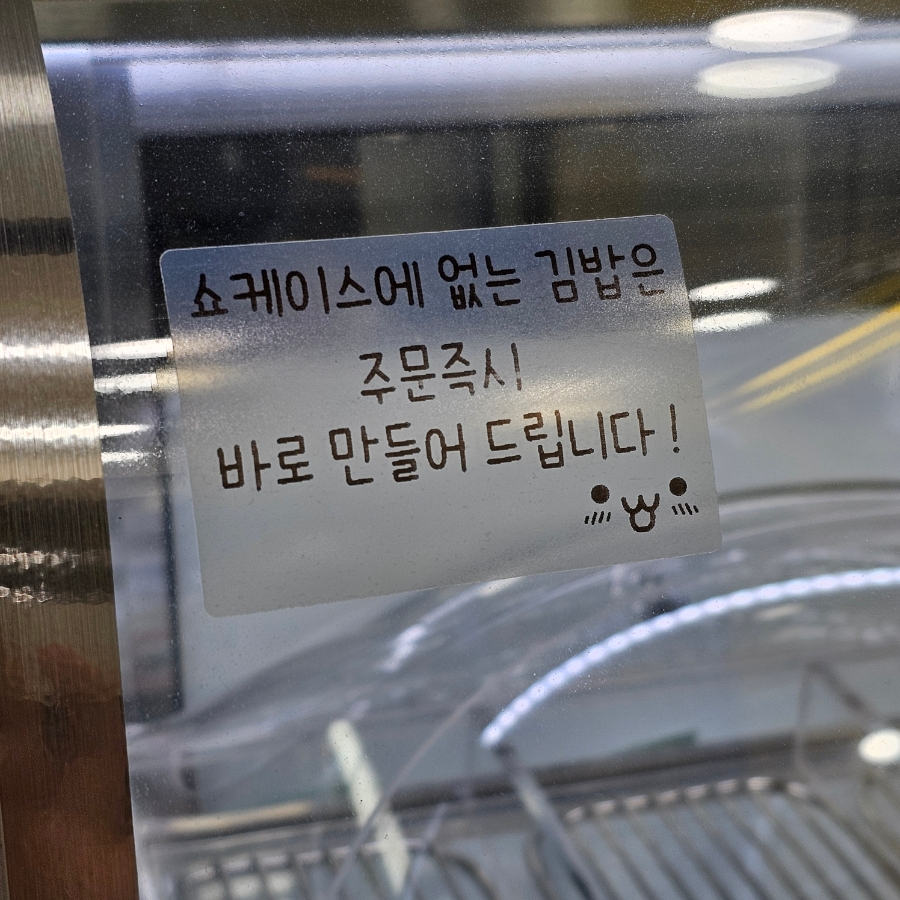 쇼케이스에 없는 김밥은
주문즉시
바로 만들어 드립니다!